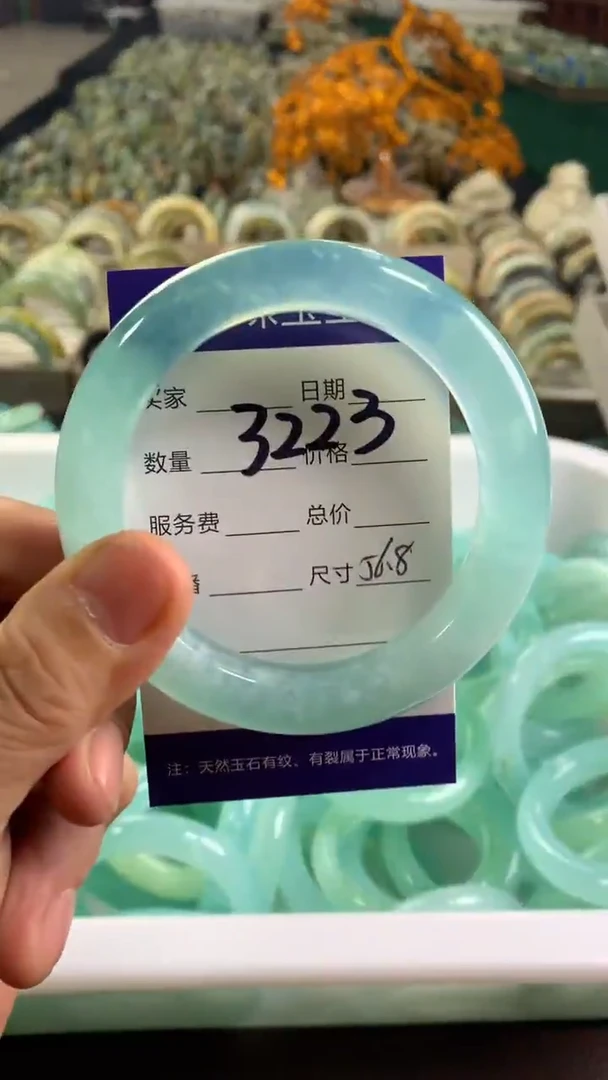 买家 日期
3223
数量 价格
服务费 总价
尺寸 56.8
注：天然玉石有纹、有裂属于正常现象。